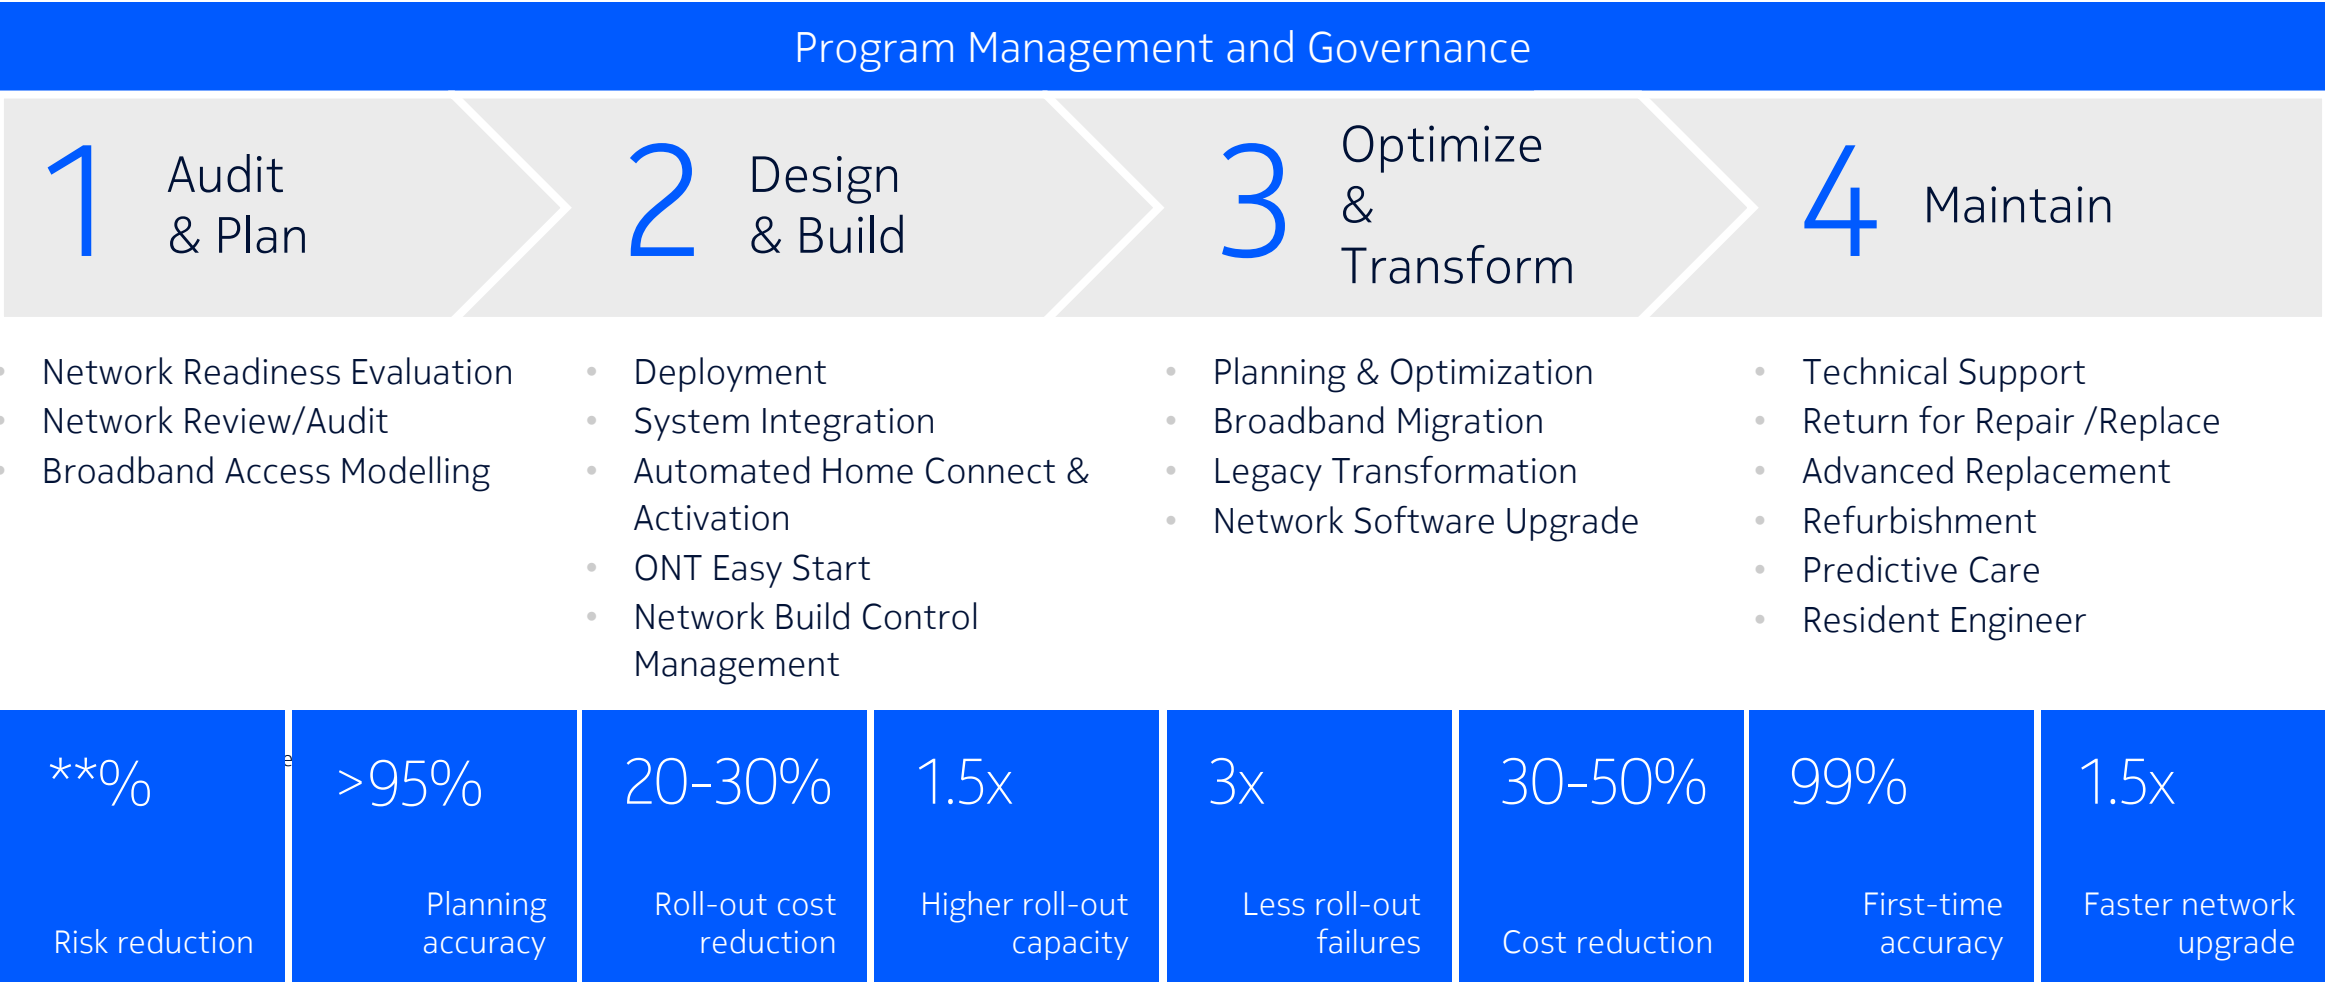 Program Management and Governance
1
Audit
& Plan
2
Design
& Build
3
Optimize
&
Transform
4
Maintain
• Network Readiness Evaluation
• Network Review/Audit
• Broadband Access Modelling
• Deployment
• System Integration
• Automated Home Connect &
Activation
• ONT Easy Start
• Network Build Control
Management
• Planning & Optimization
• Broadband Migration
• Legacy Transformation
• Network Software Upgrade
• Technical Support
• Return for Repair /Replace
• Advanced Replacement
• Refurbishment
• Predictive Care
• Resident Engineer
**%
Risk reduction
>95%
Planning
accuracy
20-30%
Roll-out cost
reduction
1.5x
Higher roll-out
capacity
3x
Less roll-out
failures
30-50%
Cost reduction
99%
First-time
accuracy
1.5x
Faster network
upgrade